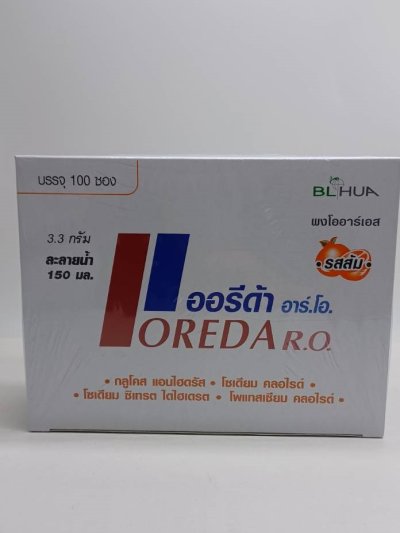 บรรจุ 100 ซอง
BLHUA
ผงโออาร์เอส
3.3 กรัม
ละลายน้ำ
150 มล.
• รสส้ม •
ออรีด้า อาร์.โอ.
OREDA R.O.
• กลูโคส แอนไฮดรัส • โซเดียม คลอไรด์ •
• โซเดียม ซิเทรต ไดไฮเดรต • โพแทสเซียม คลอไรด์ •